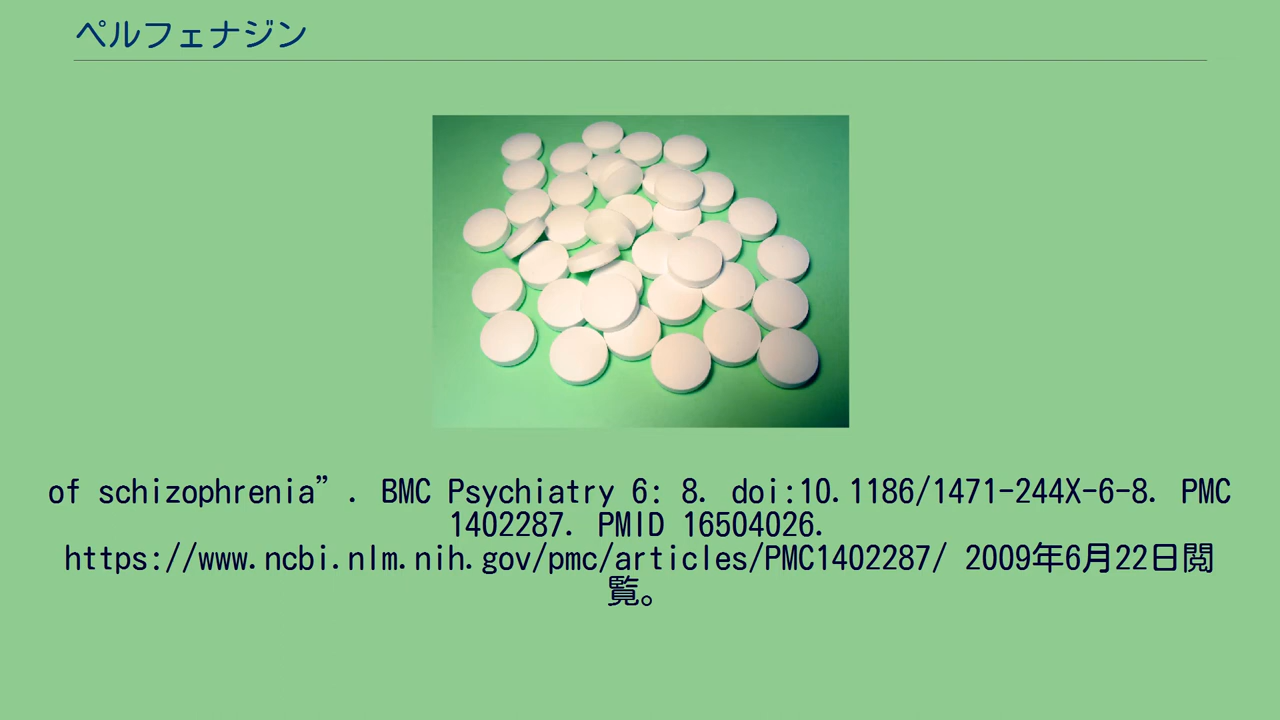 ペルフェナジン
of schizophrenia”. BMC Psychiatry 6: 8. doi:10.1186/1471-244X-6-8. PMC
1402287. PMID 16504026.
https://www.ncbi.nlm.nih.gov/pmc/articles/PMC1402287/ 2009年6月22日閲
覧。